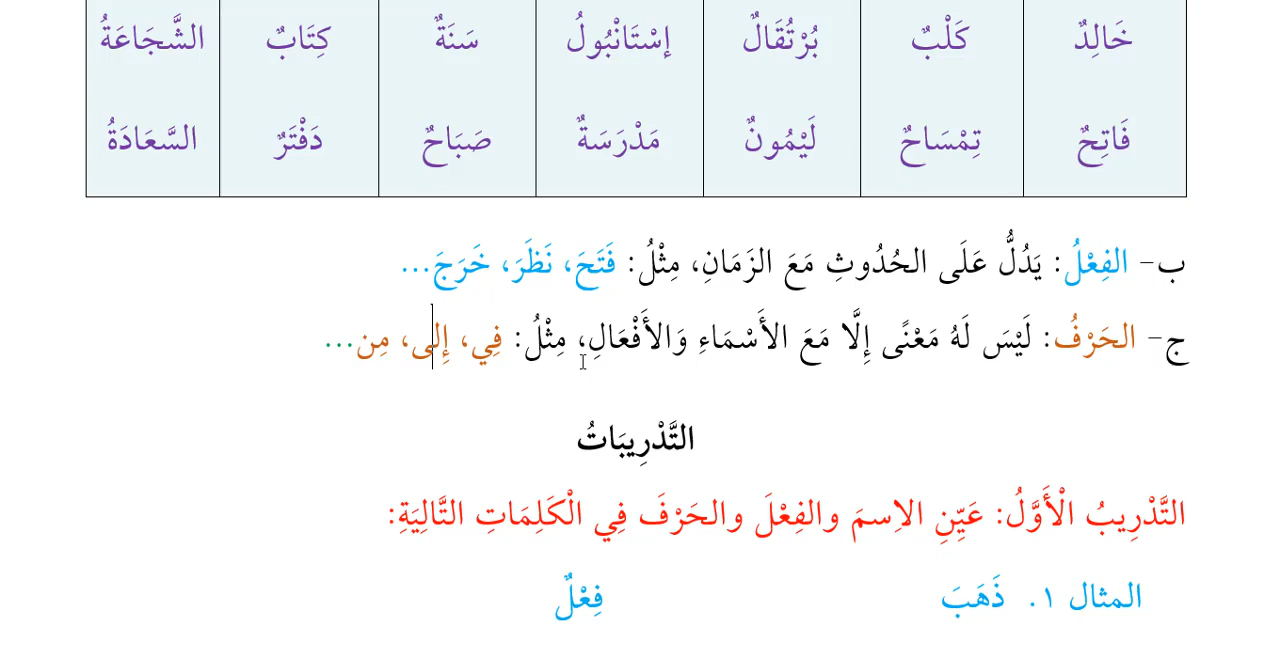 خَالِدٌ كَلْبٌ بُرْتُقَالٌ إِسْتَانْبُولُ سَنَةٌ كِتَابٌ الشَّجَاعَةُ
فَاتِحٌ تِمْسَاحٌ لَيْمُونٌ مَدْرَسَةٌ صَبَاحٌ دَفْتَرٌ السَّعَادَةُ
ب- الفِعْلُ: يَدُلُّ عَلَى الحُدُوثِ مَعَ الزَمَانِ، مِثْلُ: فَتَحَ، نَظَرَ، خَرَجَ...
ج- الحَرْفُ: لَيْسَ لَهُ مَعْنًى إِلَّا مَعَ الأَسْمَاءِ وَالأَفْعَالِ، مِثْلُ: فِي، إِلى، مِن...
التَّدْرِيبَاتُ
التَّدْرِيبُ الْأَوَّلُ: عَيِّنِ الاِسمَ والفِعْلَ والحَرْفَ فِي الْكَلِمَاتِ التَّالِيَةِ:
المثال ١. ذَهَبَ فِعْلٌ